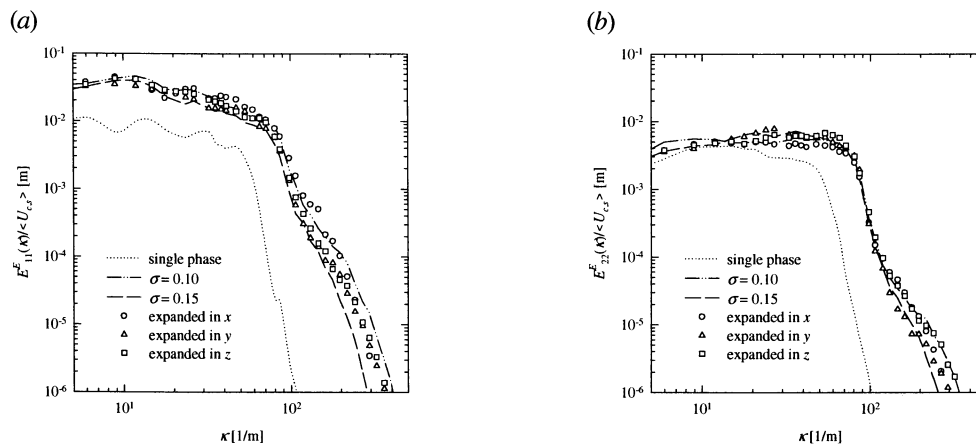 (a)
10^-1
10^-2
10^-3
10^-4
10^-5
10^-6
E^E_11(κ)/<U_c,s> [m]
single phase
σ = 0.10
σ = 0.15
expanded in x
expanded in y
expanded in z
10^1
10^2
κ [1/m]
(b)
10^-1
10^-2
10^-3
10^-4
10^-5
10^-6
E^E_22(κ)/<U_c,s> [m]
single phase
σ = 0.10
σ = 0.15
expanded in x
expanded in y
expanded in z
10^1
10^2
κ [1/m]